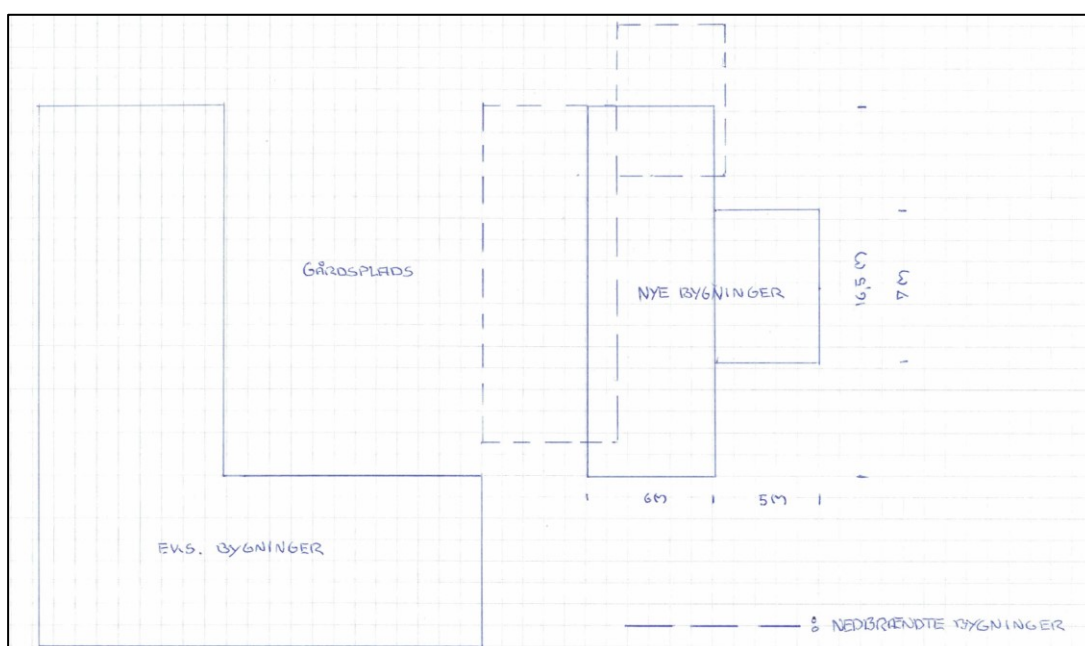 GÅRDSPLADS
NYE BYGNINGER
16,5 M
7 M
6M
5M
EKS. BYGNINGER
: NEDBRÆNDTE BYGNINGER